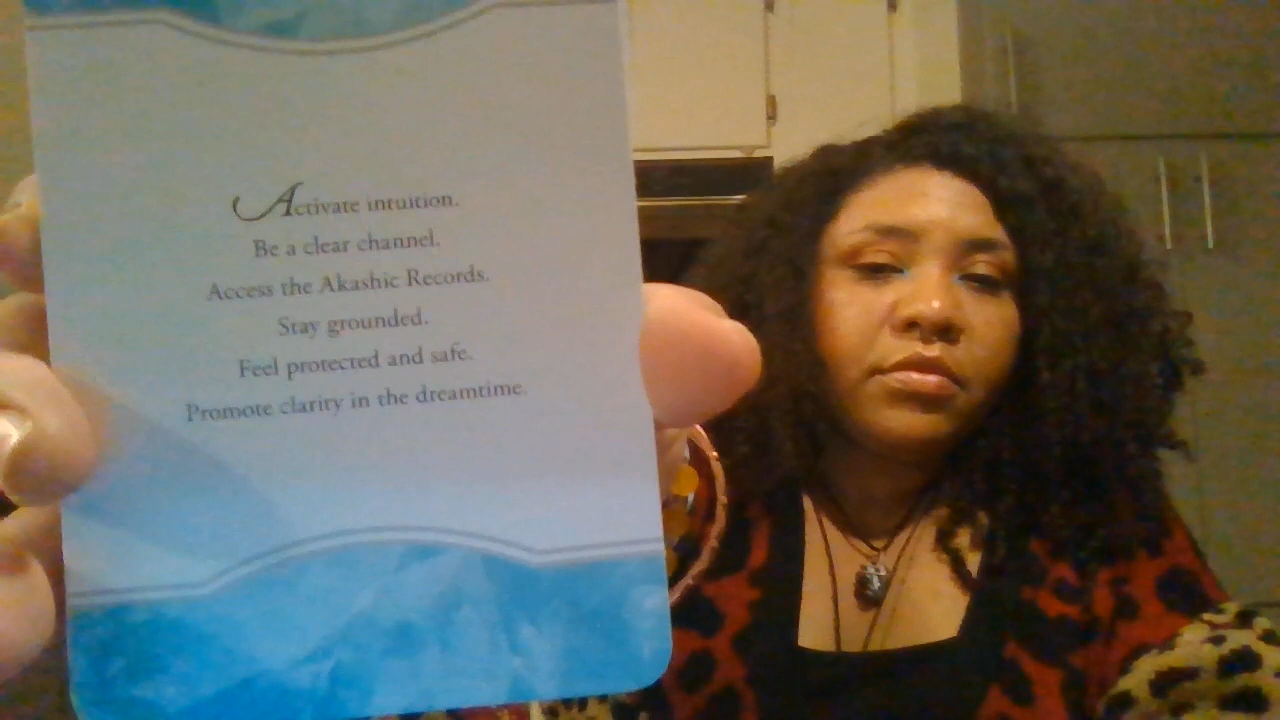 Activate intuition.
Be a clear channel.
Access the Akashic Records.
Stay grounded.
Feel protected and safe.
Promote clarity in the dreamtime.